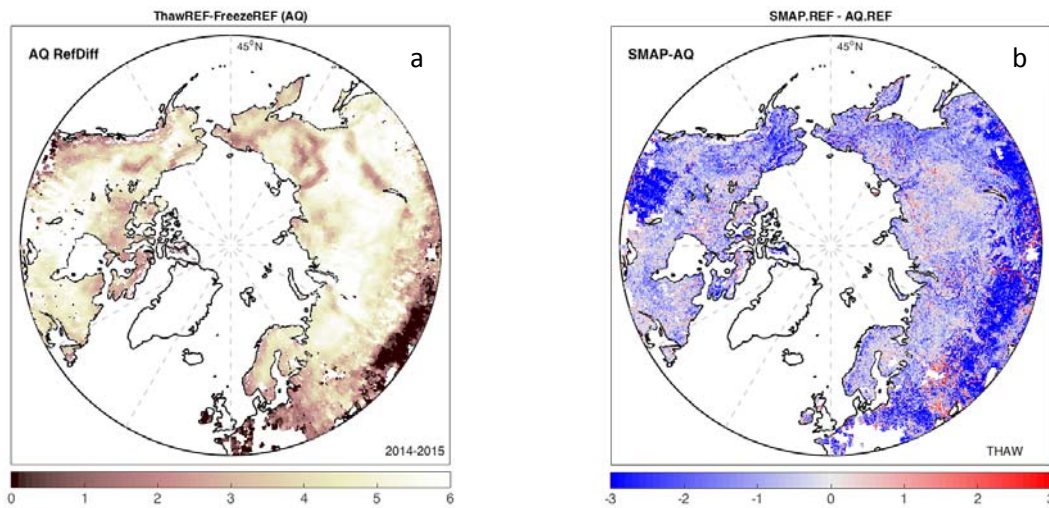 ThawREF-FreezeREF (AQ)
AQ RefDiff
45°N
a
2014-2015
0 1 2 3 4 5 6
SMAP.REF - AQ.REF
SMAP-AQ
45°N
b
THAW
-3 -2 -1 0 1 2 3